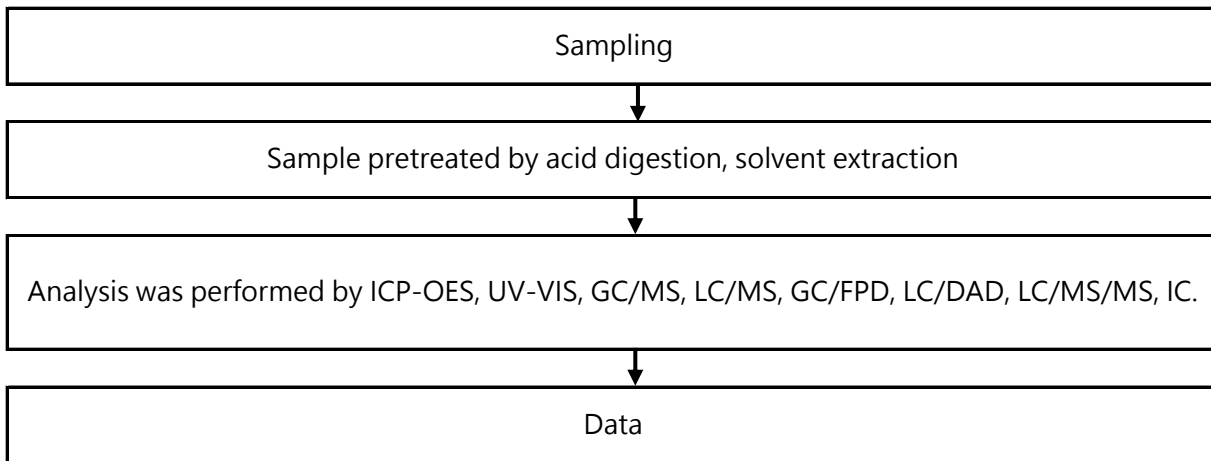 Sampling
Sample pretreated by acid digestion, solvent extraction
Analysis was performed by ICP-OES, UV-VIS, GC/MS, LC/MS, GC/FPD, LC/DAD, LC/MS/MS, IC.
Data